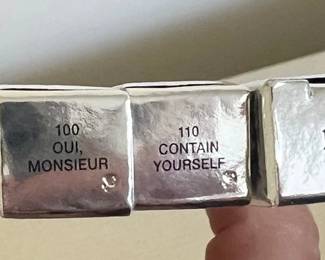 100
OUI,
MONSIEUR
110
CONTAIN
YOURSELF